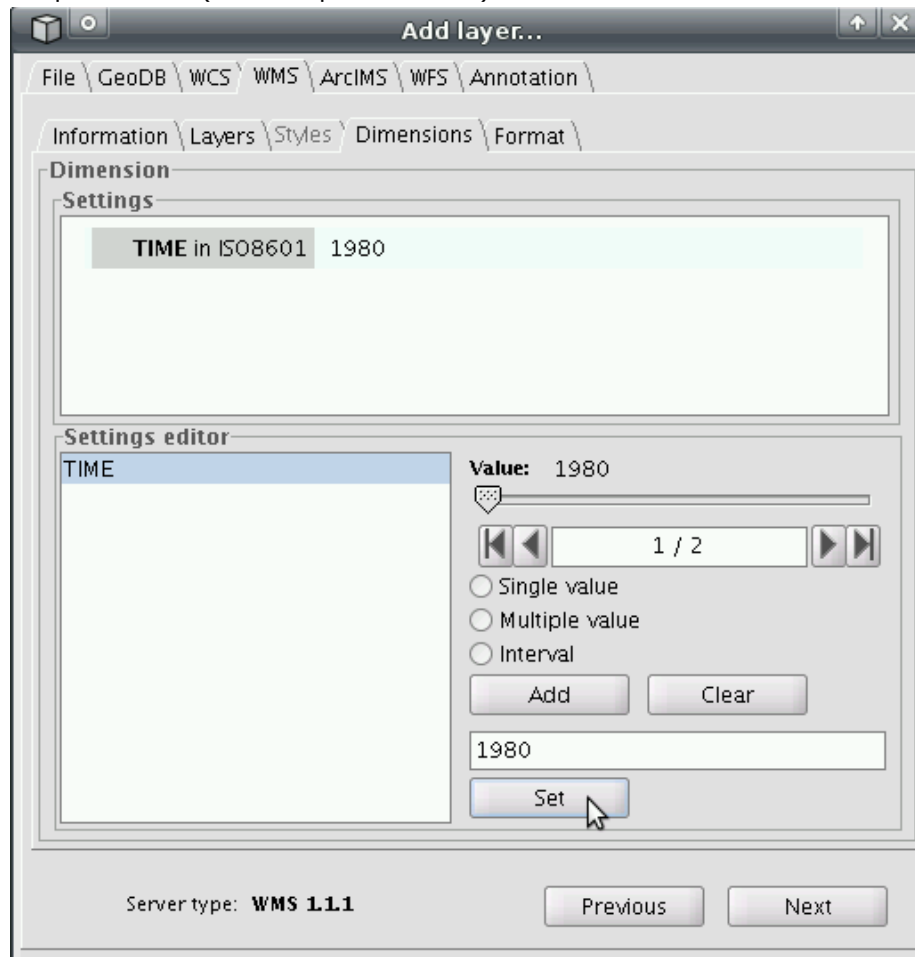 Add layer...
File GeoDB WCS WMS ArcIMS WFS Annotation
Information Layers Styles Dimensions Format
Dimension
Settings
TIME in ISO8601 1980
Settings editor
TIME
Value: 1980
1 / 2
Single value
Multiple value
Interval
Add Clear
1980
Set
Server type: WMS 1.1.1
Previous Next